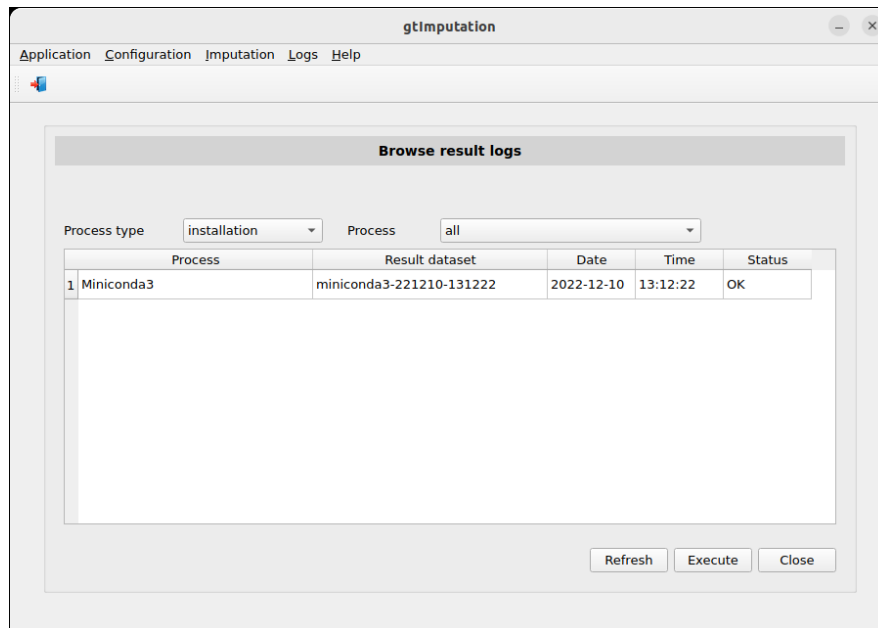 gtImputation
Application Configuration Imputation Logs Help
Browse result logs
Process type installation Process all
Process Result dataset Date Time Status
1 Miniconda3 miniconda3-221210-131222 2022-12-10 13:12:22 OK
Refresh Execute Close